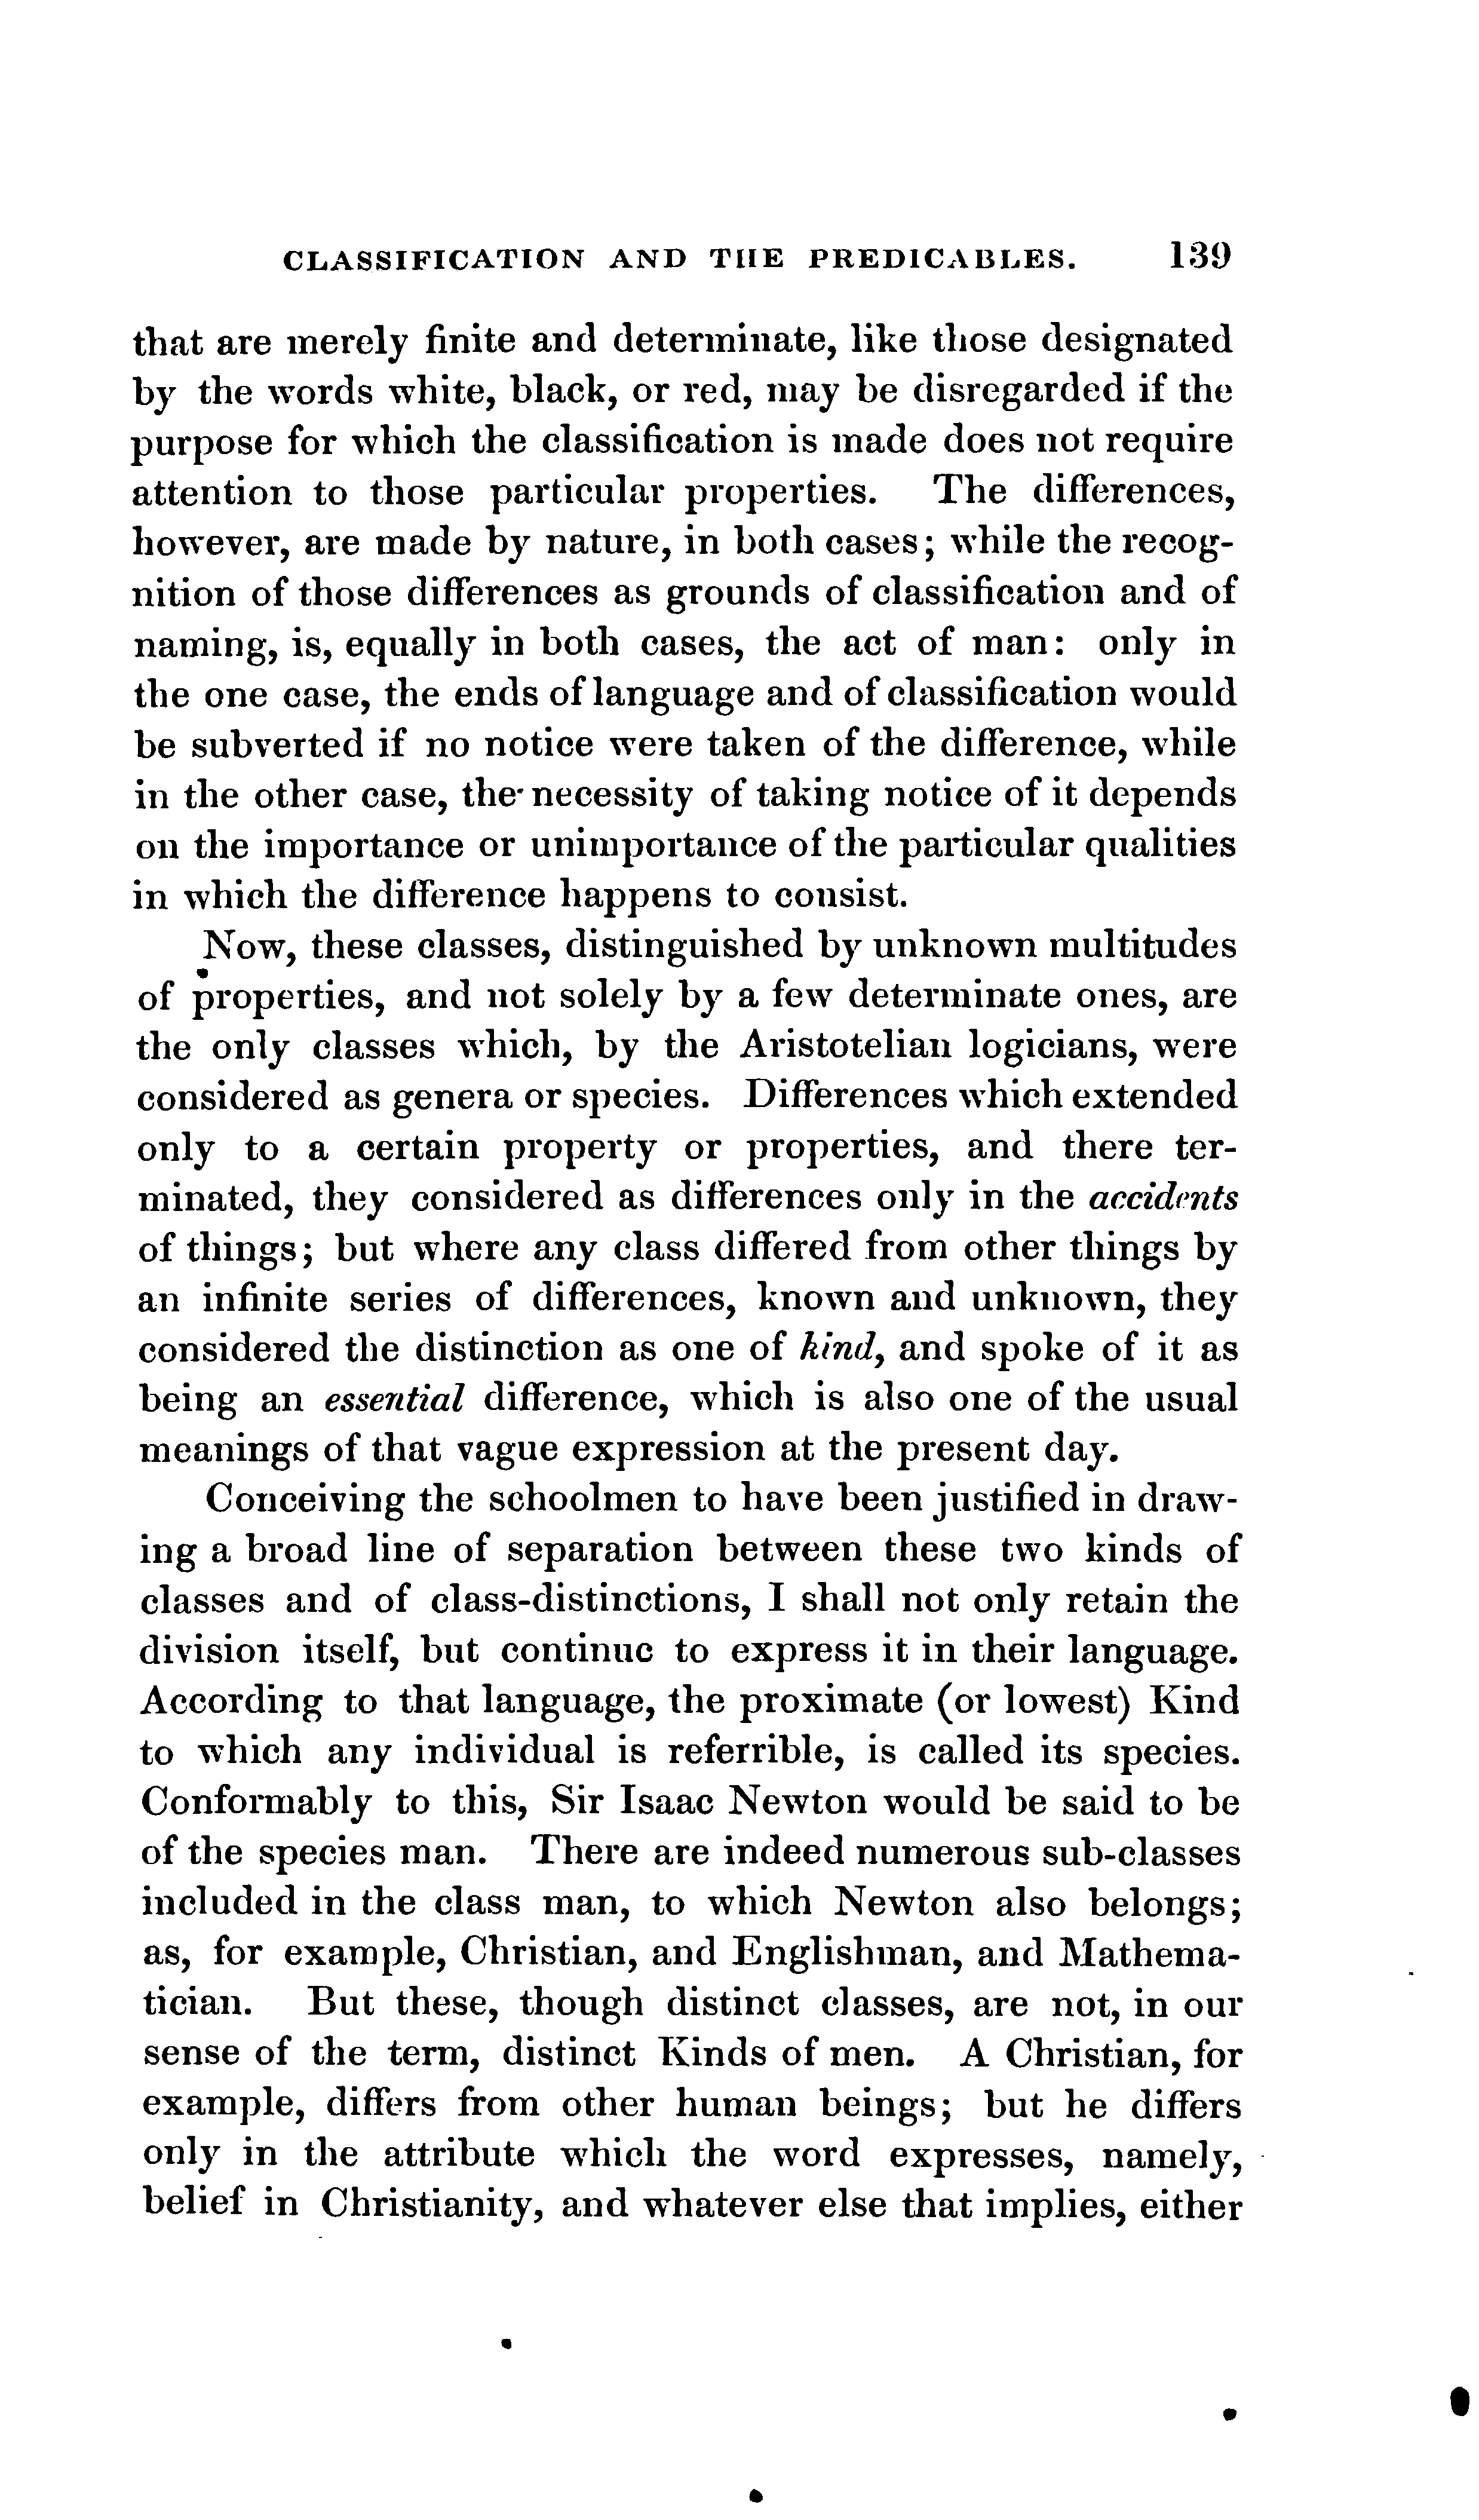 CLASSIFICATION AND THE PREDICABLES. 139
that are merely finite and determinate, like those designated
by the words white, black, or red, may be disregarded if the
purpose for which the classification is made does not require
attention to those particular properties. The differences,
however, are made by nature, in both cases; while the recog-
nition of those differences as grounds of classification and of
naming, is, equally in both cases, the act of man: only in
the one case, the ends of language and of classification would
be subverted if no notice were taken of the difference, while
in the other case, the necessity of taking notice of it depends
on the importance or unimportance of the particular qualities
in which the difference happens to consist.
Now, these classes, distinguished by unknown multitudes
of properties, and not solely by a few determinate ones, are
the only classes which, by the Aristotelian logicians, were
considered as genera or species. Differences which extended
only to a certain property or properties, and there ter-
minated, they considered as differences only in the accidents
of things; but where any class differed from other things by
an infinite series of differences, known and unknown, they
considered the distinction as one of kind, and spoke of it as
being an essential difference, which is also one of the usual
meanings of that vague expression at the present day.
Conceiving the schoolmen to have been justified in draw-
ing a broad line of separation between these two kinds of
classes and of class-distinctions, I shall not only retain the
division itself, but continue to express it in their language.
According to that language, the proximate (or lowest) Kind
to which any individual is referrible, is called its species.
Conformably to this, Sir Isaac Newton would be said to be
of the species man. There are indeed numerous sub-classes
included in the class man, to which Newton also belongs;
as, for example, Christian, and Englishman, and Mathema-
tician. But these, though distinct classes, are not, in our
sense of the term, distinct Kinds of men. A Christian, for
example, differs from other human beings; but he differs
only in the attribute which the word expresses, namely,
belief in Christianity, and whatever else that implies, either